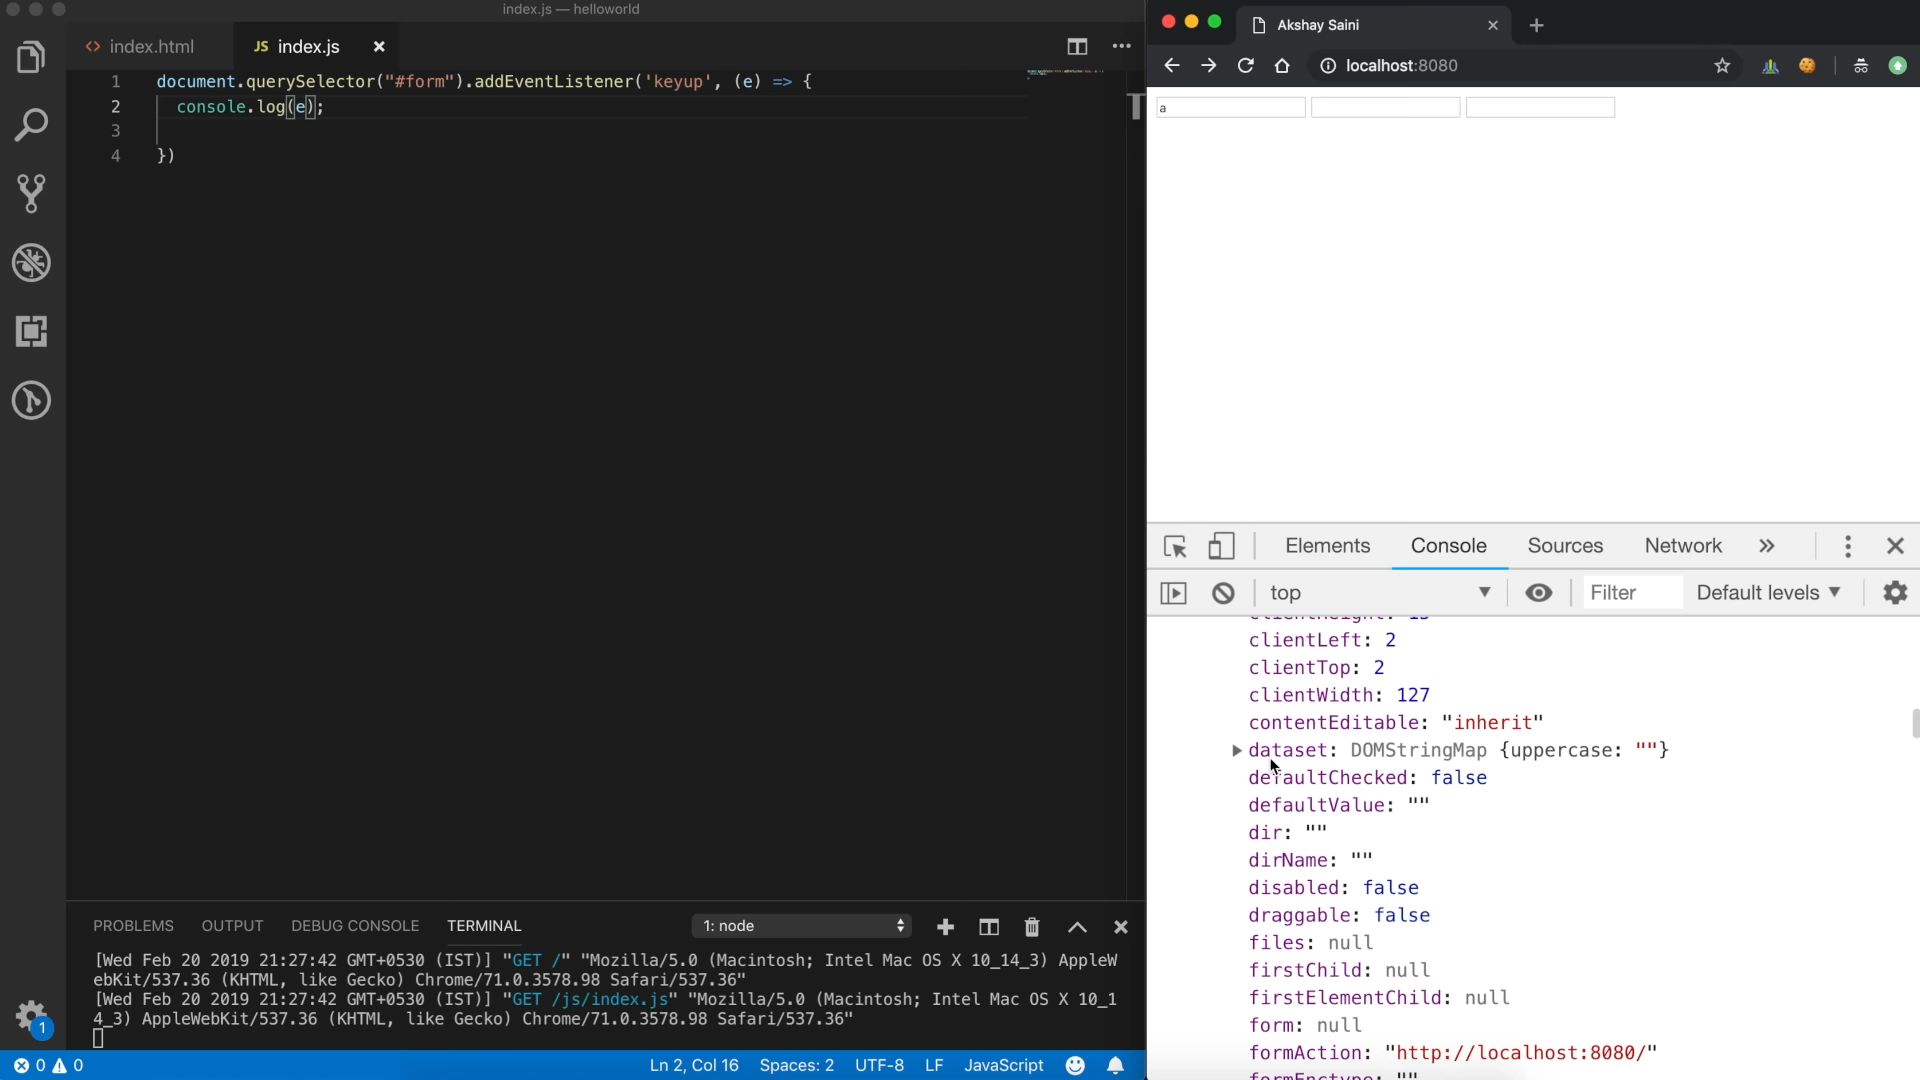 index.js — helloworld
index.html
JS index.js
1 document.querySelector("#form").addEventListener('keyup', (e) => {
2 console.log(e);
3
4 })
PROBLEMS OUTPUT DEBUG CONSOLE TERMINAL 1: node
[Wed Feb 20 2019 21:27:42 GMT+0530 (IST)] "GET /" "Mozilla/5.0 (Macintosh; Intel Mac OS X 10_14_3) AppleW
ebKit/537.36 (KHTML, like Gecko) Chrome/71.0.3578.98 Safari/537.36"
[Wed Feb 20 2019 21:27:42 GMT+0530 (IST)] "GET /js/index.js" "Mozilla/5.0 (Macintosh; Intel Mac OS X 10_1
4_3) AppleWebKit/537.36 (KHTML, like Gecko) Chrome/71.0.3578.98 Safari/537.36"
1
0 0 Ln 2, Col 16 Spaces: 2 UTF-8 LF JavaScript
Akshay Saini
localhost:8080
a
Elements Console Sources Network
top Filter Default levels
clientLeft: 2
clientTop: 2
clientWidth: 127
contentEditable: "inherit"
dataset: DOMStringMap {uppercase: ""}
defaultChecked: false
defaultValue: ""
dir: ""
dirName: ""
disabled: false
draggable: false
files: null
firstChild: null
firstElementChild: null
form: null
formAction: "http://localhost:8080/"